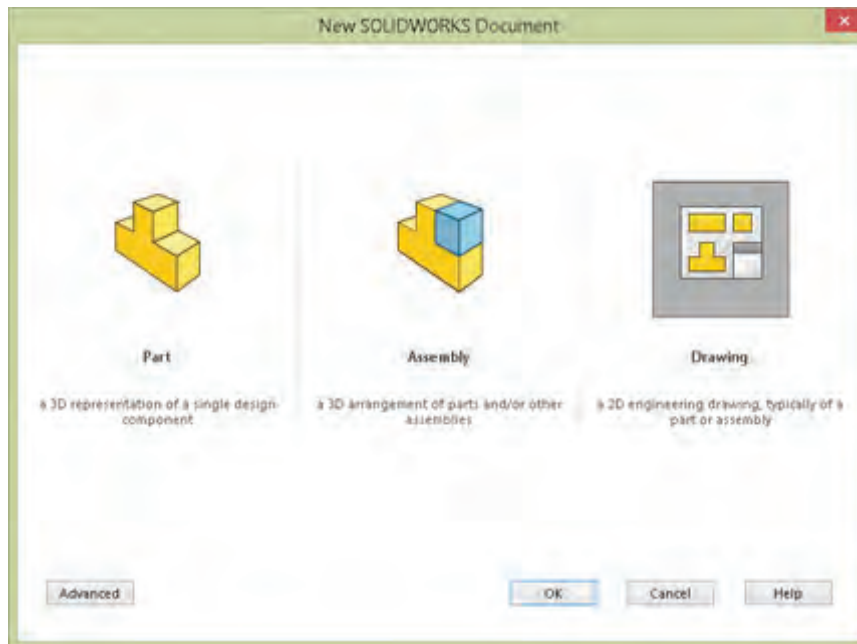 New SOLIDWORKS Document
Part
a 3D representation of a single design
component
Assembly
a 3D arrangement of parts and/or other
assemblies
Drawing
a 2D engineering drawing, typically of a
part or assembly
Advanced
OK
Cancel
Help